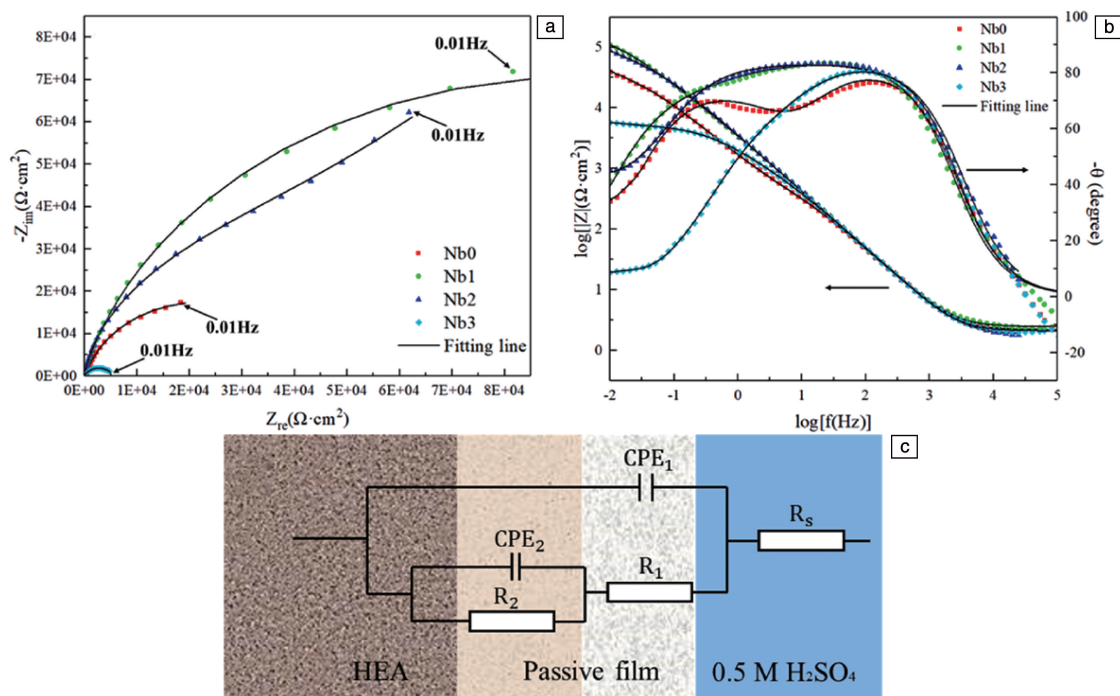 a
8E+04
7E+04
6E+04
5E+04
4E+04
3E+04
2E+04
1E+04
0E+00
-Zim(Ω·cm²)
0.01Hz
0.01Hz
0.01Hz
0.01Hz
Nb0
Nb1
Nb2
Nb3
Fitting line
0E+00 1E+04 2E+04 3E+04 4E+04 5E+04 6E+04 7E+04 8E+04
Zre(Ω·cm²)
b
5
4
3
2
1
0
log[|Z|(Ω·cm²)]
Nb0
Nb1
Nb2
Nb3
Fitting line
100
80
60
40
20
0
-20
-θ (degree)
-2 -1 0 1 2 3 4 5
log[f(Hz)]
c
CPE₁
Rs
CPE₂
R₁
R₂
HEA Passive film 0.5 M H₂SO₄